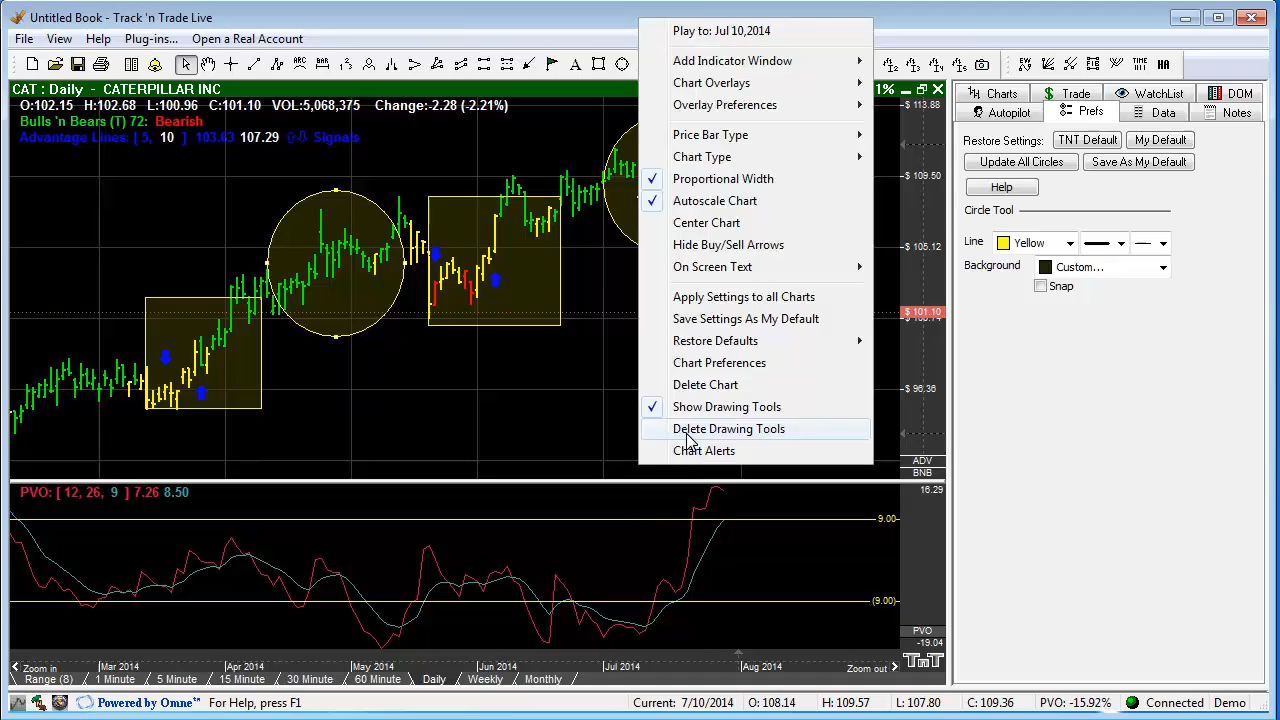 Untitled Book - Track 'n Trade Live
File View Help Plug-ins... Open a Real Account
CAT : Daily - CATERPILLAR INC
1%
O:102.15 H:102.68 L:100.96 C:101.10 VOL:5,068,375 Change:-2.28 (-2.21%)
Bulls 'n Bears (T) 72: Bearish
Advantage Lines: [ 5, 10 ] 103.63 107.29 Signals
$ 113.88
$ 109.50
$ 105.12
$ 101.10
$ 96.36
ADV
BNB
Play to: Jul 10,2014
Add Indicator Window
Chart Overlays
Overlay Preferences
Price Bar Type
Chart Type
Proportional Width
Autoscale Chart
Center Chart
Hide Buy/Sell Arrows
On Screen Text
Apply Settings to all Charts
Save Settings As My Default
Restore Defaults
Chart Preferences
Delete Chart
Show Drawing Tools
Delete Drawing Tools
Chart Alerts
Charts Trade WatchList DOM
Autopilot Prefs Data Notes
Restore Settings: TNT Default My Default
Update All Circles Save As My Default
Help
Circle Tool
Line Yellow
Background Custom...
Snap
PVO: [ 12, 26, 9 ] 7.26 8.50
16.29
9.00
(9.00)
PVO
-19.04
Zoom in Mar 2014 Apr 2014 May 2014 Jun 2014 Jul 2014 Aug 2014 Zoom out
TnT
Range (8) 1 Minute 5 Minute 15 Minute 30 Minute 60 Minute Daily Weekly Monthly
Powered by Omne™ For Help, press F1 Current: 7/10/2014 O: 108.14 H: 109.57 L: 107.80 C: 109.36 PVO: -15.92% Connected Demo